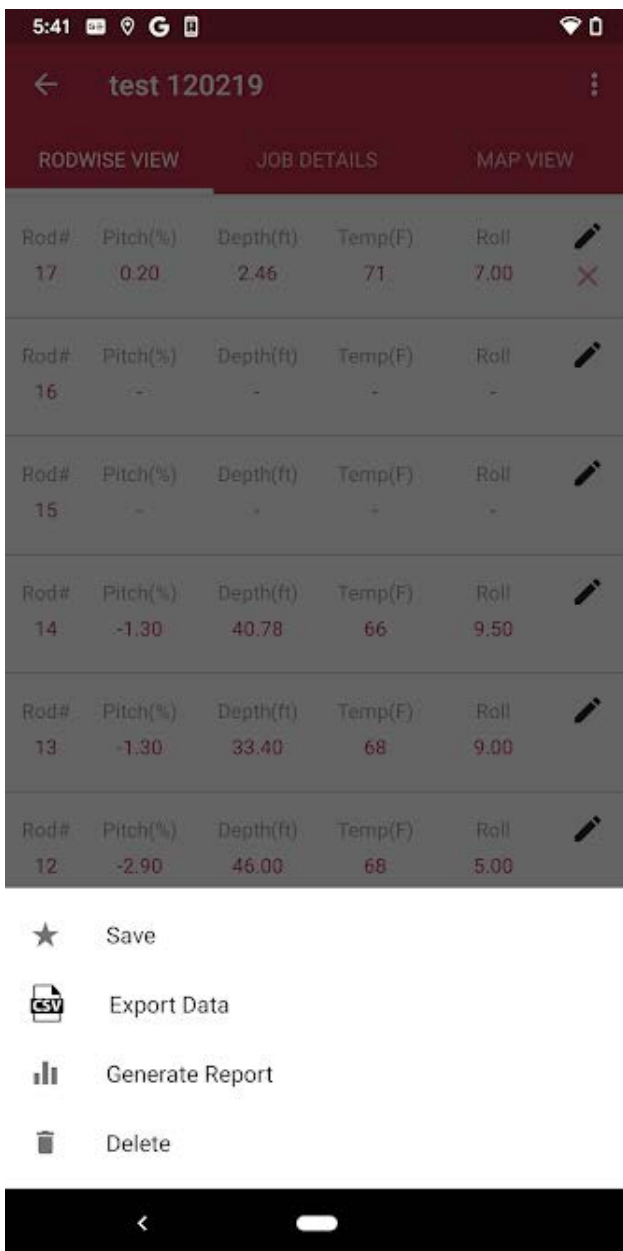 5:41
test 120219
RODWISE VIEW JOB DETAILS MAP VIEW
Rod# Pitch(%) Depth(ft) Temp(F) Roll
17 0.20 2.46 71 7.00
Rod# Pitch(%) Depth(ft) Temp(F) Roll
16 - - - -
Rod# Pitch(%) Depth(ft) Temp(F) Roll
15 - - - -
Rod# Pitch(%) Depth(ft) Temp(F) Roll
14 -1.30 40.78 66 9.50
Rod# Pitch(%) Depth(ft) Temp(F) Roll
13 -1.30 33.40 68 9.00
Rod# Pitch(%) Depth(ft) Temp(F) Roll
12 -2.90 46.00 68 5.00
Save
CSV Export Data
Generate Report
Delete